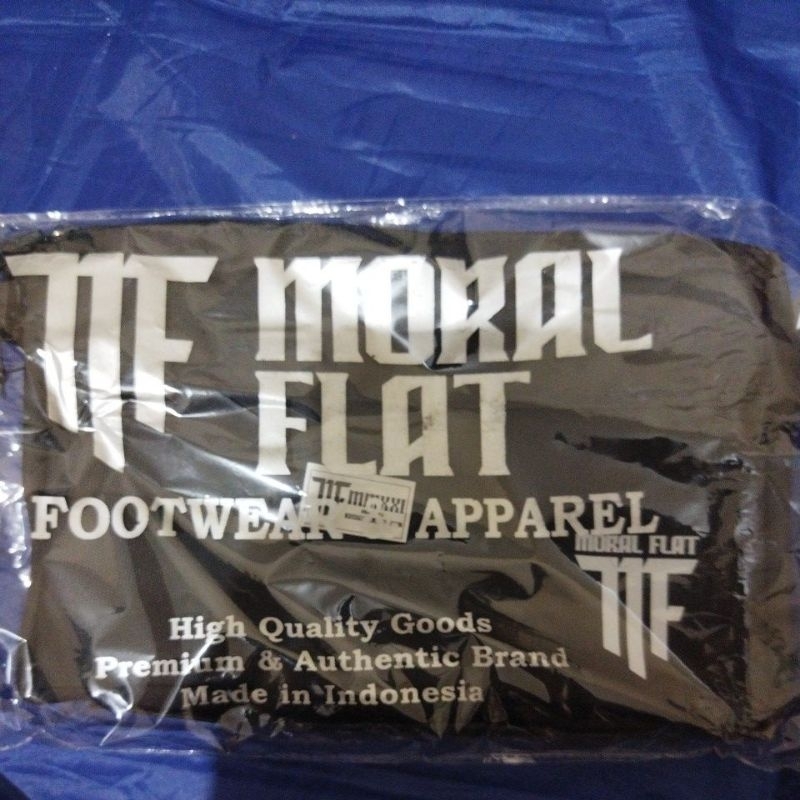 MF MORAL
FLAT
FOOTWEAR
APPAREL
MORAL FLAT
MF
High Quality Goods
Premium & Authentic Brand
Made in Indonesia